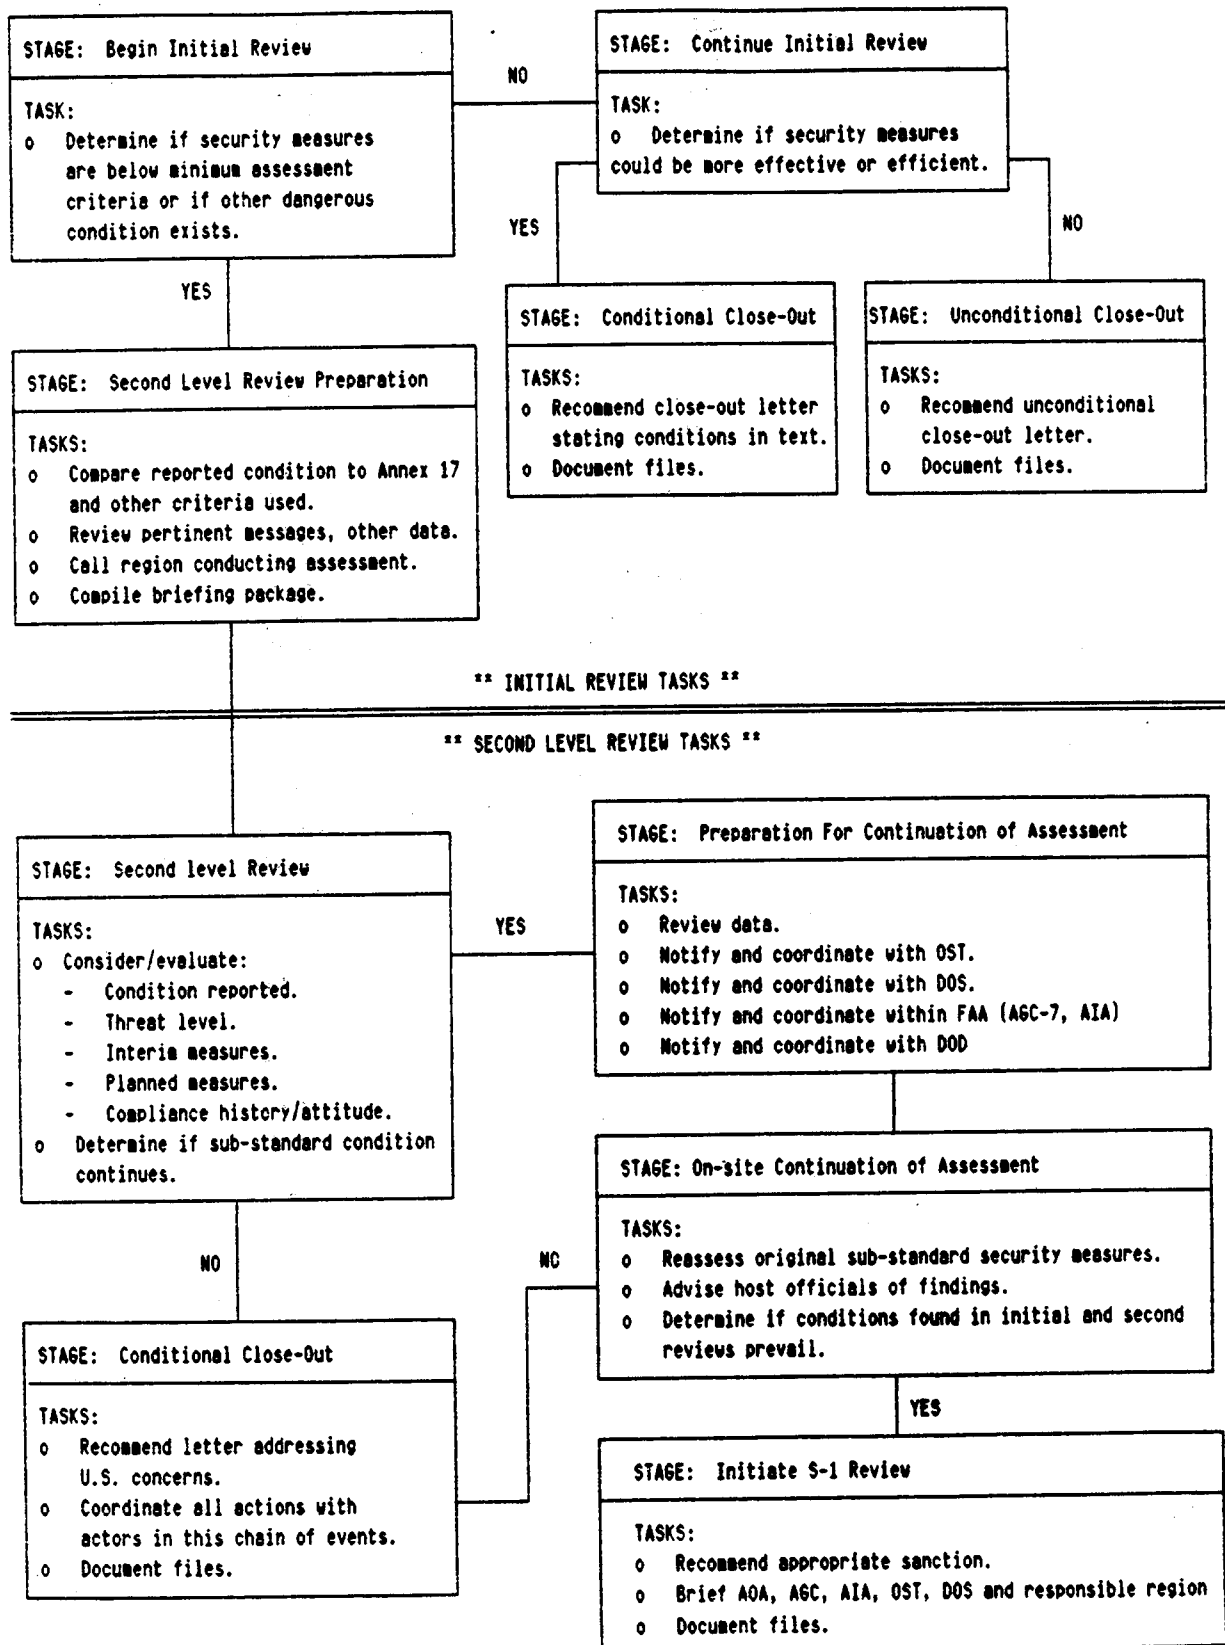 STAGE: Begin Initial Review
TASK:
o Determine if security measures
are below minimum assessment
criteria or if other dangerous
condition exists.
NO
STAGE: Continue Initial Review
TASK:
o Determine if security measures
could be more effective or efficient.
YES
NO
YES
STAGE: Conditional Close-Out
TASKS:
o Recommend close-out letter
stating conditions in text.
o Document files.
STAGE: Unconditional Close-Out
TASKS:
o Recommend unconditional
close-out letter.
o Document files.
STAGE: Second Level Review Preparation
TASKS:
o Compare reported condition to Annex 17
and other criteria used.
o Review pertinent messages, other data.
o Call region conducting assessment.
o Compile briefing package.
** INITIAL REVIEW TASKS **
** SECOND LEVEL REVIEW TASKS **
STAGE: Second level Review
TASKS:
o Consider/evaluate:
- Condition reported.
- Threat level.
- Interim measures.
- Planned measures.
- Compliance history/attitude.
o Determine if sub-standard condition
continues.
YES
STAGE: Preparation For Continuation of Assessment
TASKS:
o Review data.
o Notify and coordinate with OST.
o Notify and coordinate with DOS.
o Notify and coordinate within FAA (AGC-7, AIA)
o Notify and coordinate with DOD
STAGE: On-site Continuation of Assessment
TASKS:
o Reassess original sub-standard security measures.
o Advise host officials of findings.
o Determine if conditions found in initial and second
reviews prevail.
NO
NO
STAGE: Conditional Close-Out
TASKS:
o Recommend letter addressing
U.S. concerns.
o Coordinate all actions with
actors in this chain of events.
o Document files.
YES
STAGE: Initiate S-1 Review
TASKS:
o Recommend appropriate sanction.
o Brief AOA, AGC, AIA, OST, DOS and responsible region
o Document files.